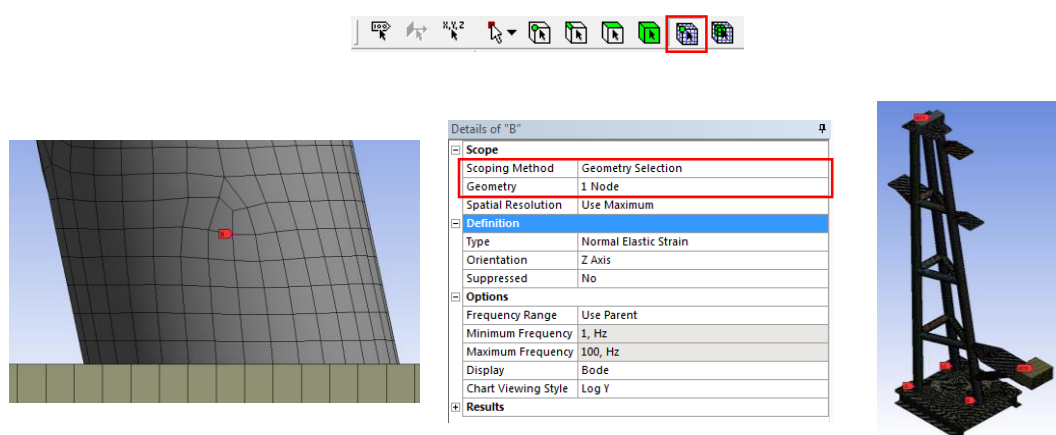 X,Y,Z
Details of "B"
Scope
Scoping Method Geometry Selection
Geometry 1 Node
Spatial Resolution Use Maximum
Definition
Type Normal Elastic Strain
Orientation Z Axis
Suppressed No
Options
Frequency Range Use Parent
Minimum Frequency 1, Hz
Maximum Frequency 100, Hz
Display Bode
Chart Viewing Style Log Y
Results